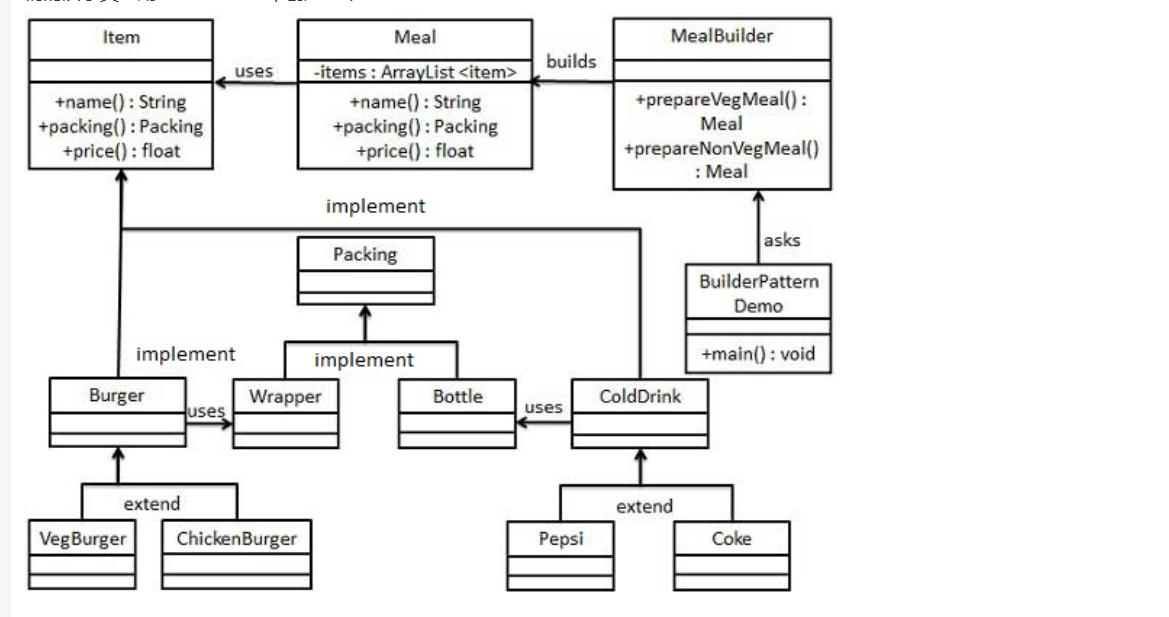 Item
Meal
MealBuilder
-items : ArrayList <item>
uses
builds
+name() : String
+packing() : Packing
+price() : float
+name() : String
+packing() : Packing
+price() : float
+prepareVegMeal() :
Meal
+prepareNonVegMeal()
: Meal
implement
asks
Packing
BuilderPattern
Demo
+main() : void
implement
implement
Burger
uses
Wrapper
Bottle
uses
ColdDrink
extend
extend
VegBurger
ChickenBurger
Pepsi
Coke